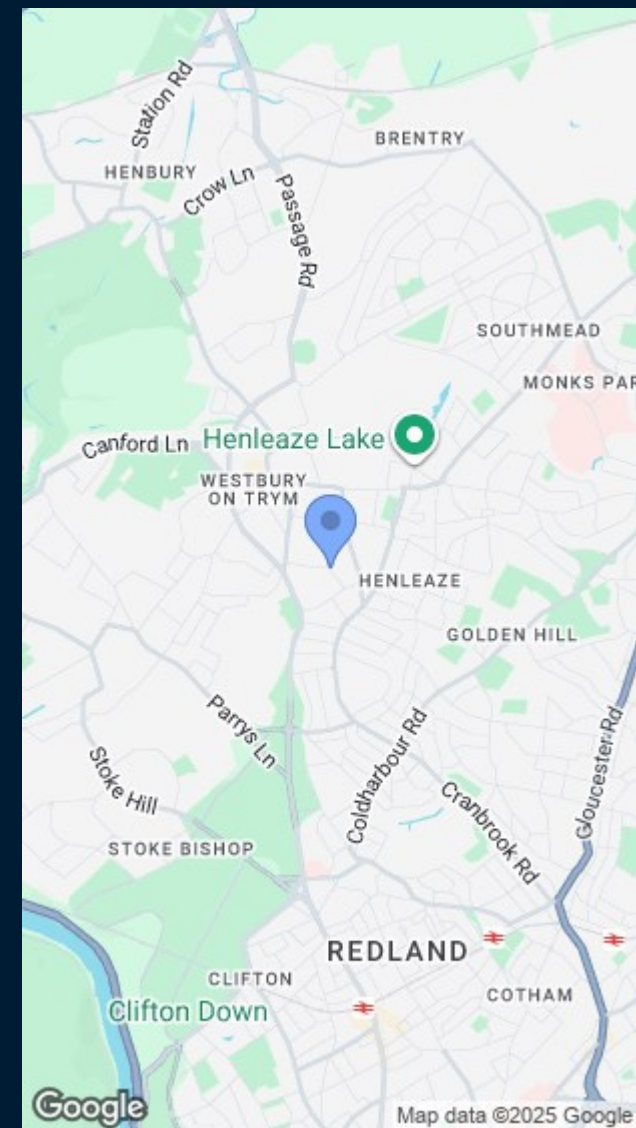 Station Rd
BRENTRY
HENBURY
Crow Ln
Passage Rd
SOUTHMEAD
MONKS PAR
Canford Ln
Henleaze Lake
WESTBURY
ON TRYM
HENLEAZE
GOLDEN HILL
Parrys Ln
Coldharbour Rd
Gloucester Rd
Stoke Hill
Cranbrook Rd
STOKE BISHOP
REDLAND
CLIFTON
COTHAM
Clifton Down
Google
Map data ©2025 Google